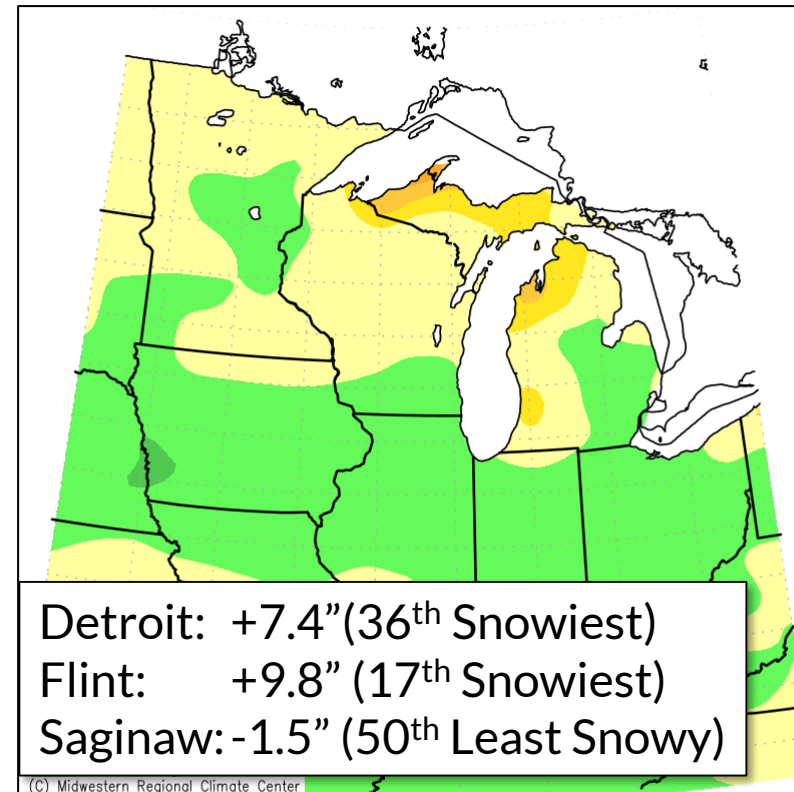 Detroit: +7.4”(36th Snowiest)
Flint: +9.8” (17th Snowiest)
Saginaw: -1.5” (50th Least Snowy)
(C) Midwestern Regional Climate Center